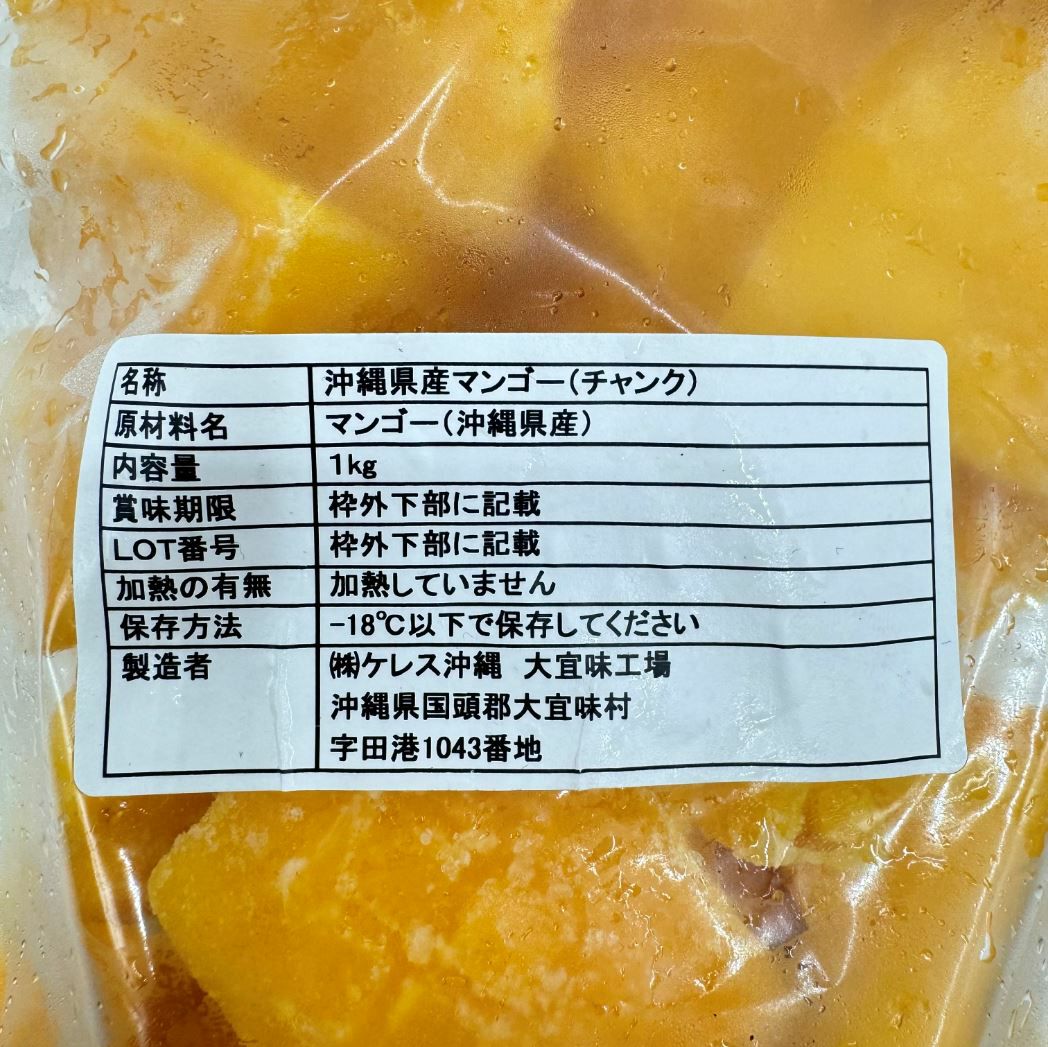 名称 沖縄県産マンゴー(チャンク)
原材料名 マンゴー(沖縄県産)
内容量 1kg
賞味期限 枠外下部に記載
LOT番号 枠外下部に記載
加熱の有無 加熱していません
保存方法 -18℃以下で保存してください
製造者 ㈱ケレス沖縄 大宜味工場
沖縄県国頭郡大宜味村
字田港1043番地